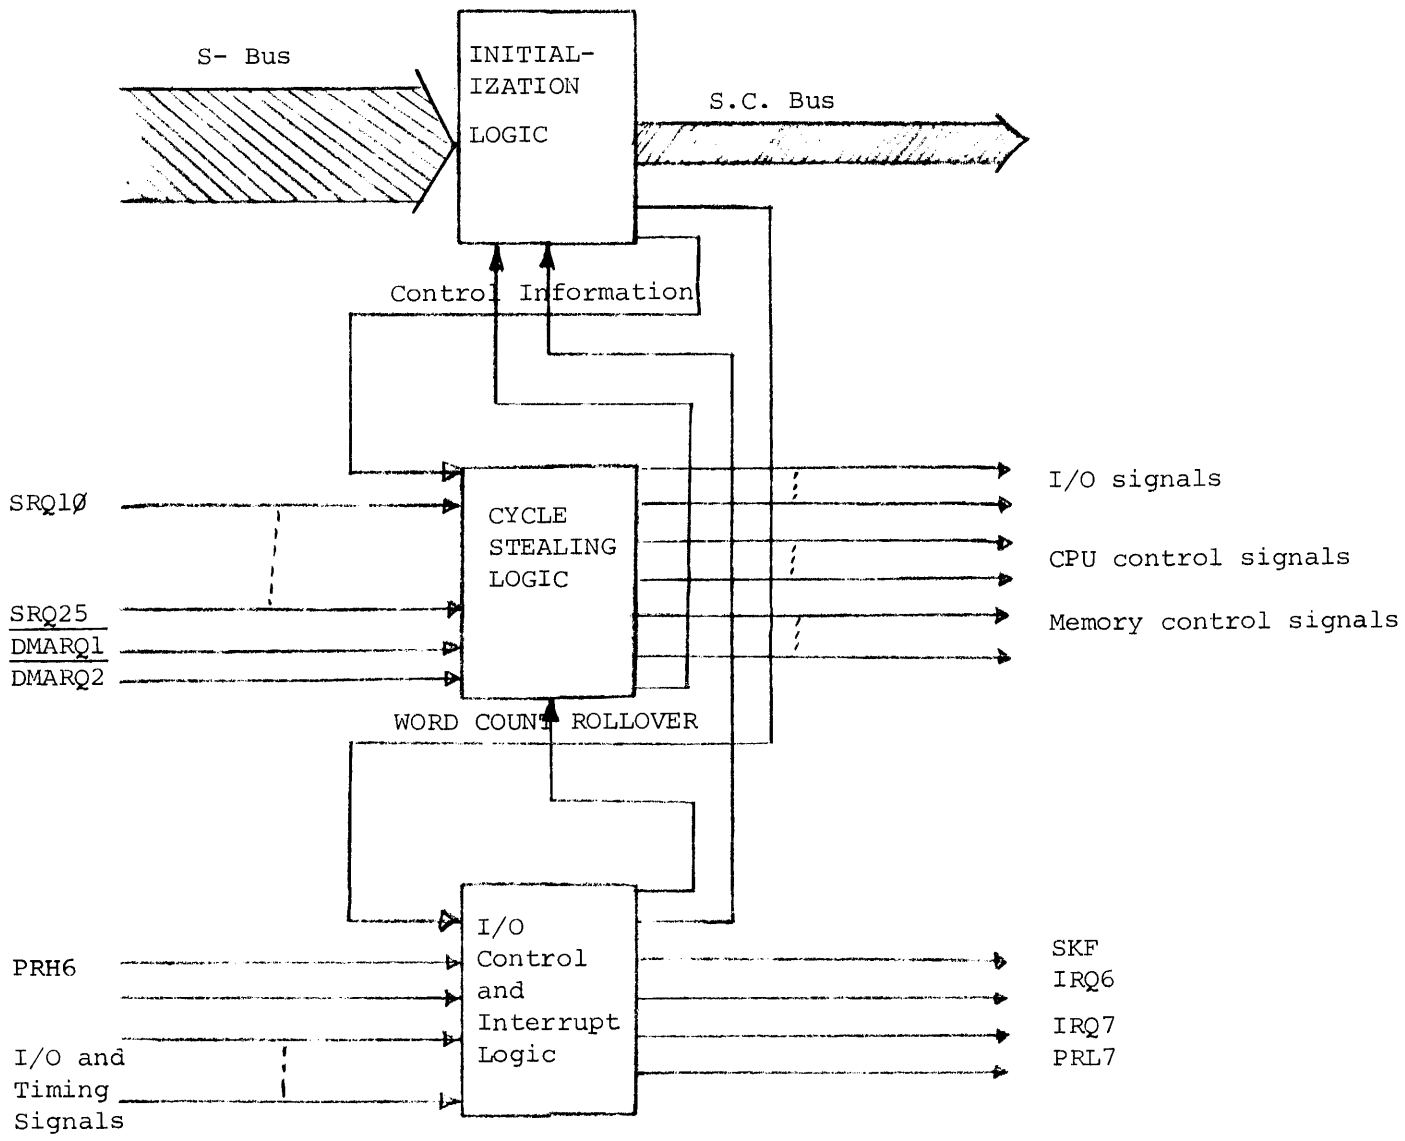 S- Bus
INITIAL-
IZATION
LOGIC
S.C. Bus
Control Information
SRQ1Ø
SRQ25
DMARQ1
DMARQ2
CYCLE
STEALING
LOGIC
I/O signals
CPU control signals
Memory control signals
WORD COUNT ROLLOVER
PRH6
I/O and
Timing
Signals
I/O
Control
and
Interrupt
Logic
SKF
IRQ6
IRQ7
PRL7